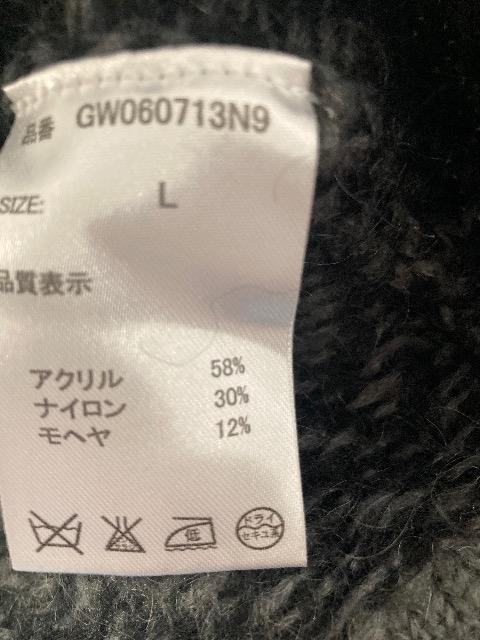 品番 GW060713N9
SIZE: L
品質表示
アクリル 58%
ナイロン 30%
モヘヤ 12%
低
ドライ
セキユ系